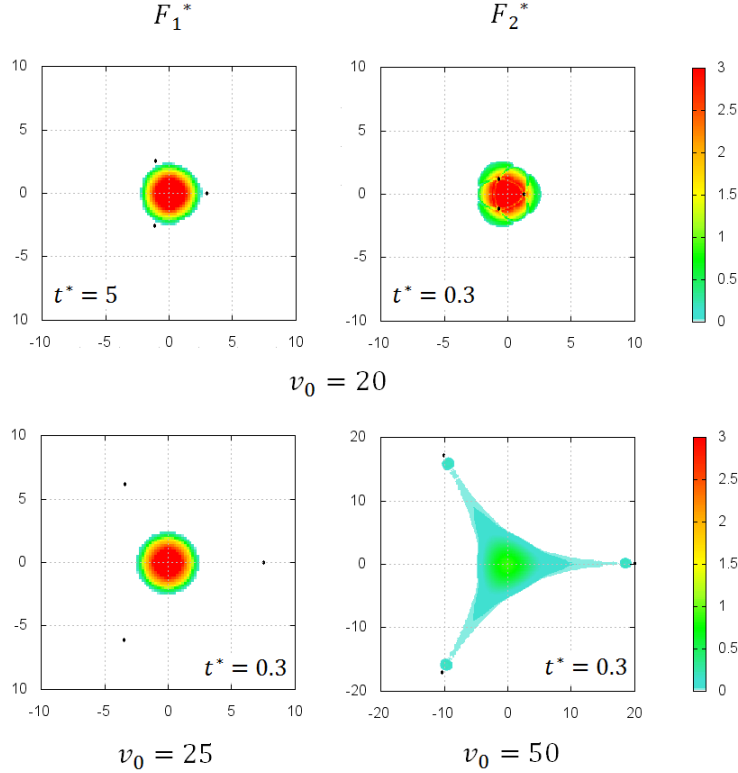 F₁* F₂*
10 10 3
5 5 2.5
2
0 0 1.5
-5 -5 1
0.5
-10 t* = 5 -10 t* = 0.3 0
-10 -5 0 5 10 -10 -5 0 5 10
v₀ = 20
10 20 3
5 10 2.5
2
0 0 1.5
-5 -10 1
t* = 0.3 t* = 0.3 0.5
-10 -20 0
-10 -5 0 5 10 -20 -10 0 10 20
v₀ = 25 v₀ = 50